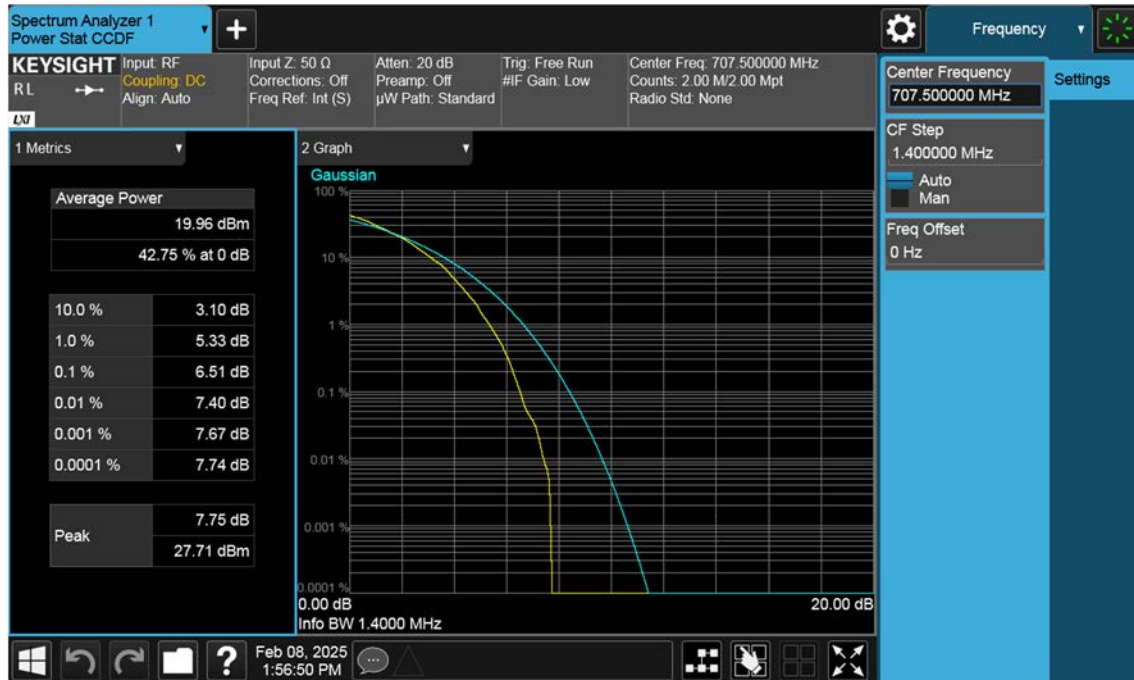 Spectrum Analyzer 1
Power Stat CCDF
Frequency
KEYSIGHT
RL
LXI
Input: RF
Coupling: DC
Align: Auto
Input Z: 50 Ω
Corrections: Off
Freq Ref: Int (S)
Atten: 20 dB
Preamp: Off
µW Path: Standard
Trig: Free Run
#IF Gain: Low
Center Freq: 707.500000 MHz
Counts: 2.00 M/2.00 Mpt
Radio Std: None
Center Frequency
707.500000 MHz
Settings
CF Step
1.400000 MHz
Auto
Man
Freq Offset
0 Hz
1 Metrics
Average Power
19.96 dBm
42.75 % at 0 dB
10.0 % 3.10 dB
1.0 % 5.33 dB
0.1 % 6.51 dB
0.01 % 7.40 dB
0.001 % 7.67 dB
0.0001 % 7.74 dB
Peak 7.75 dB
27.71 dBm
2 Graph
Gaussian
100 %
10 %
1 %
0.1 %
0.01 %
0.001 %
0.0001 %
0.00 dB 20.00 dB
Info BW 1.4000 MHz
Feb 08, 2025
1:56:50 PM